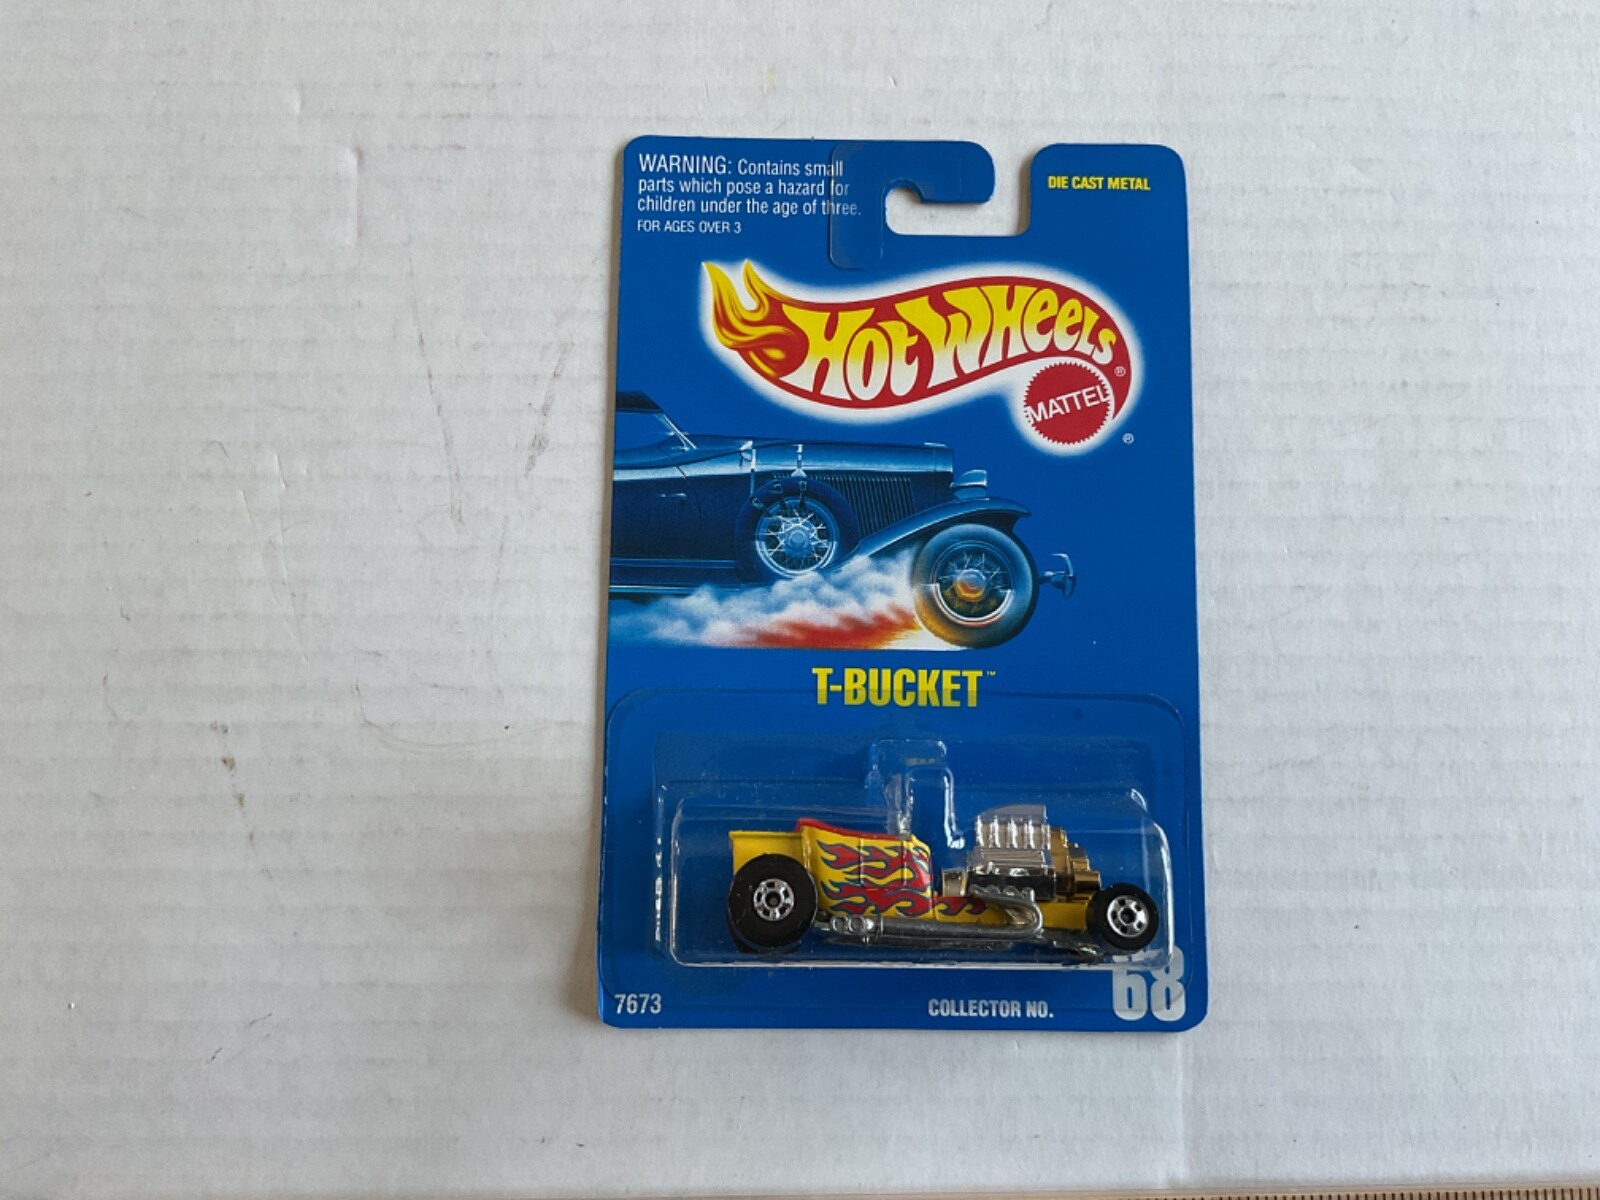 WARNING: Contains small
parts which pose a hazard for
children under the age of three.
FOR AGES OVER 3
DIE CAST METAL
HOT WHEELS ®
MATTEL ®
T-BUCKET™
7673
COLLECTOR NO.
68